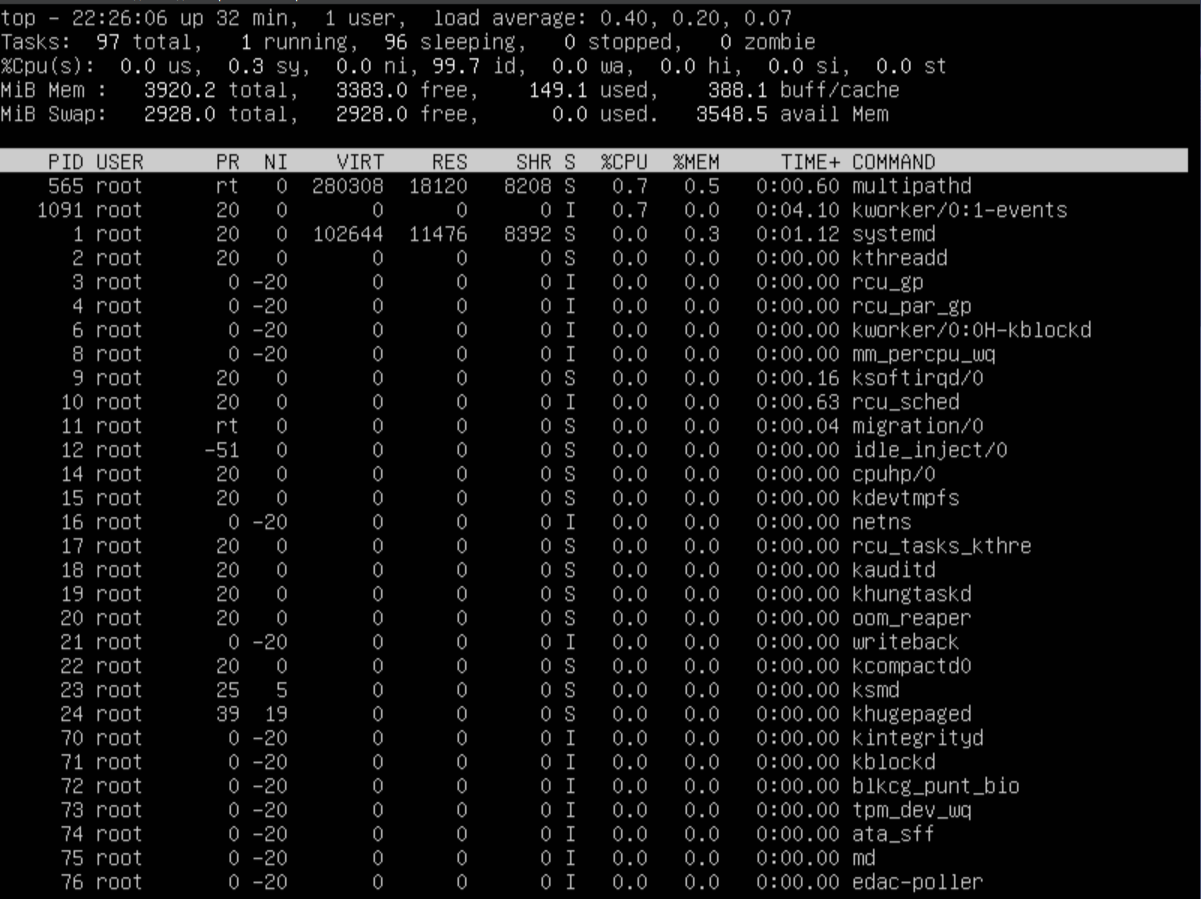 top - 22:26:06 up 32 min,  1 user,  load average: 0.40, 0.20, 0.07
Tasks:  97 total,   1 running,  96 sleeping,   0 stopped,   0 zombie
%Cpu(s):  0.0 us,  0.3 sy,  0.0 ni, 99.7 id,  0.0 wa,  0.0 hi,  0.0 si,  0.0 st
MiB Mem :   3920.2 total,   3383.0 free,    149.1 used,    388.1 buff/cache
MiB Swap:   2928.0 total,   2928.0 free,      0.0 used.   3548.5 avail Mem
PID USER      PR  NI    VIRT    RES    SHR S  %CPU  %MEM     TIME+ COMMAND
565 root      rt   0  280308  18120   8208 S   0.7   0.5   0:00.60 multipathd
1091 root      20   0       0      0      0 I   0.7   0.0   0:04.10 kworker/0:1-events
1 root      20   0  102644  11476   8392 S   0.0   0.3   0:01.12 systemd
2 root      20   0       0      0      0 S   0.0   0.0   0:00.00 kthreadd
3 root       0 -20       0      0      0 I   0.0   0.0   0:00.00 rcu_gp
4 root       0 -20       0      0      0 I   0.0   0.0   0:00.00 rcu_par_gp
6 root       0 -20       0      0      0 I   0.0   0.0   0:00.00 kworker/0:0H-kblockd
8 root       0 -20       0      0      0 I   0.0   0.0   0:00.00 mm_percpu_wq
9 root      20   0       0      0      0 S   0.0   0.0   0:00.16 ksoftirqd/0
10 root      20   0       0      0      0 I   0.0   0.0   0:00.63 rcu_sched
11 root      rt   0       0      0      0 S   0.0   0.0   0:00.04 migration/0
12 root     -51   0       0      0      0 S   0.0   0.0   0:00.00 idle_inject/0
14 root      20   0       0      0      0 S   0.0   0.0   0:00.00 cpuhp/0
15 root      20   0       0      0      0 S   0.0   0.0   0:00.00 kdevtmpfs
16 root       0 -20       0      0      0 I   0.0   0.0   0:00.00 netns
17 root      20   0       0      0      0 S   0.0   0.0   0:00.00 rcu_tasks_kthre
18 root      20   0       0      0      0 S   0.0   0.0   0:00.00 kauditd
19 root      20   0       0      0      0 S   0.0   0.0   0:00.00 khungtaskd
20 root      20   0       0      0      0 S   0.0   0.0   0:00.00 oom_reaper
21 root       0 -20       0      0      0 I   0.0   0.0   0:00.00 writeback
22 root      20   0       0      0      0 S   0.0   0.0   0:00.00 kcompactd0
23 root      25   5       0      0      0 S   0.0   0.0   0:00.00 ksmd
24 root      39  19       0      0      0 S   0.0   0.0   0:00.00 khugepaged
70 root       0 -20       0      0      0 I   0.0   0.0   0:00.00 kintegrityd
71 root       0 -20       0      0      0 I   0.0   0.0   0:00.00 kblockd
72 root       0 -20       0      0      0 I   0.0   0.0   0:00.00 blkcg_punt_bio
73 root       0 -20       0      0      0 I   0.0   0.0   0:00.00 tpm_dev_wq
74 root       0 -20       0      0      0 I   0.0   0.0   0:00.00 ata_sff
75 root       0 -20       0      0      0 I   0.0   0.0   0:00.00 md
76 root       0 -20       0      0      0 I   0.0   0.0   0:00.00 edac-poller